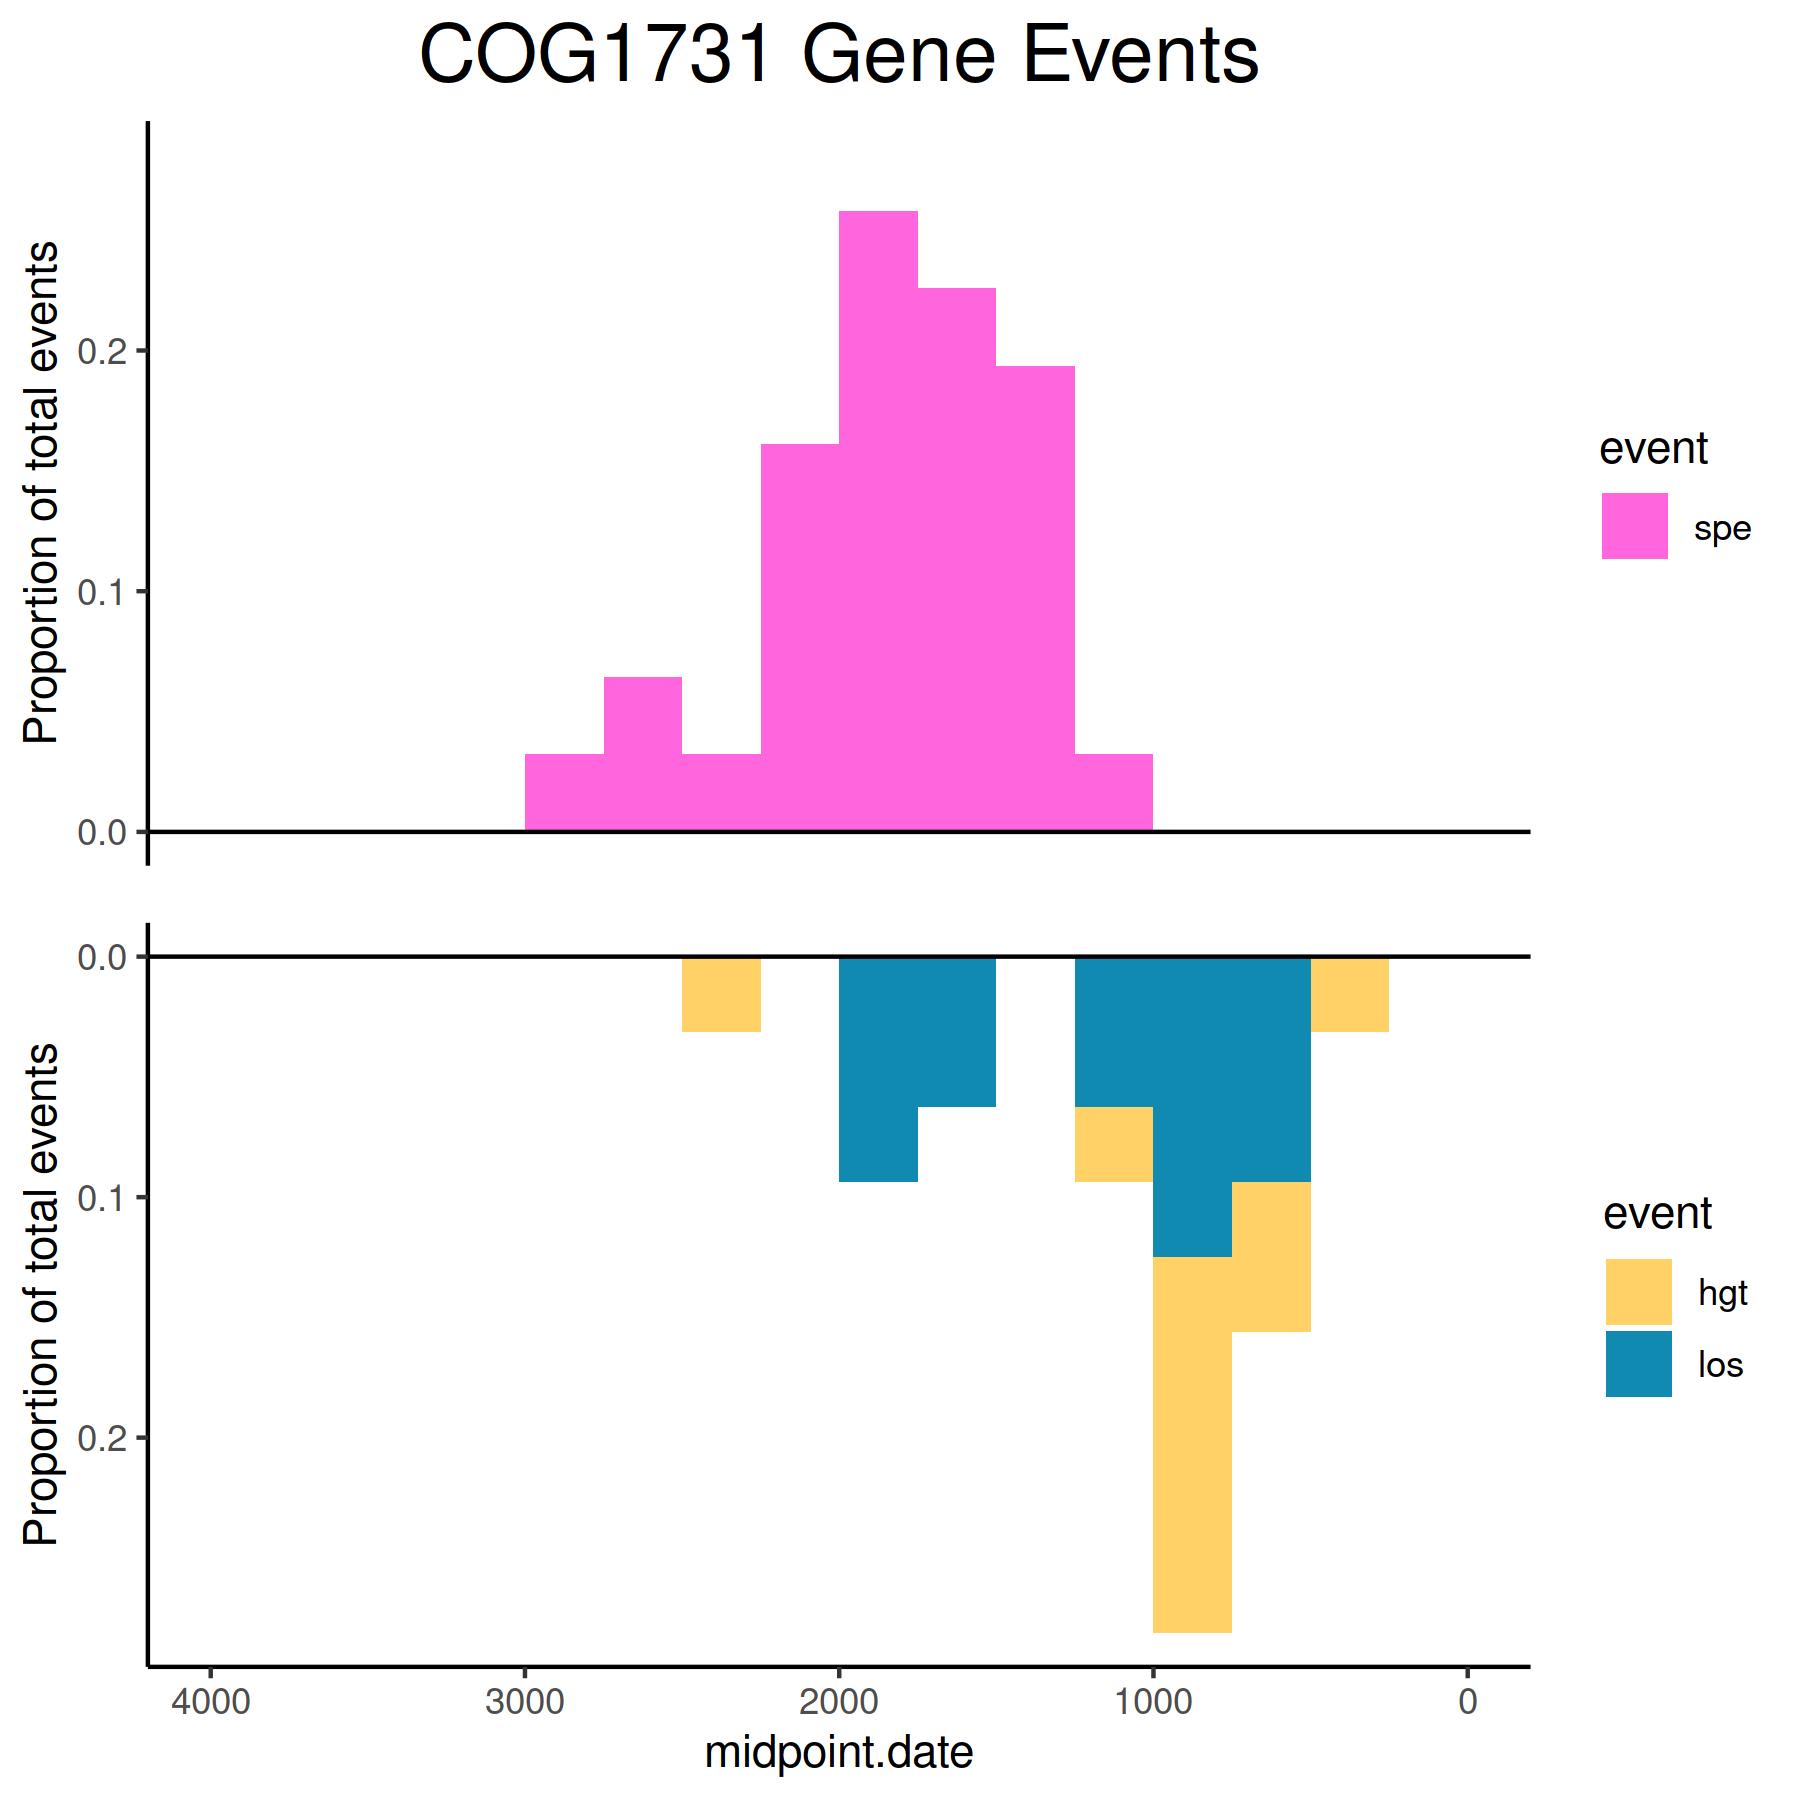 COG1731 Gene Events
Proportion of total events
0.2
0.1
0.0
event
spe
Proportion of total events
0.0
0.1
0.2
event
hgt
los
4000 3000 2000 1000 0
midpoint.date